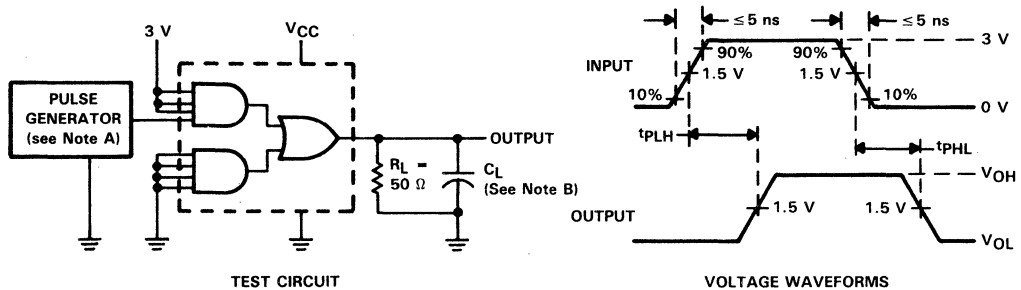 3 V
VCC
PULSE
GENERATOR
(see Note A)
OUTPUT
RL =
50 Ω
CL
(See Note B)
TEST CIRCUIT
≤5 ns
≤5 ns
3 V
90%
90%
INPUT
1.5 V
1.5 V
10%
10%
0 V
tPLH
tPHL
VOH
OUTPUT
1.5 V
1.5 V
VOL
VOLTAGE WAVEFORMS